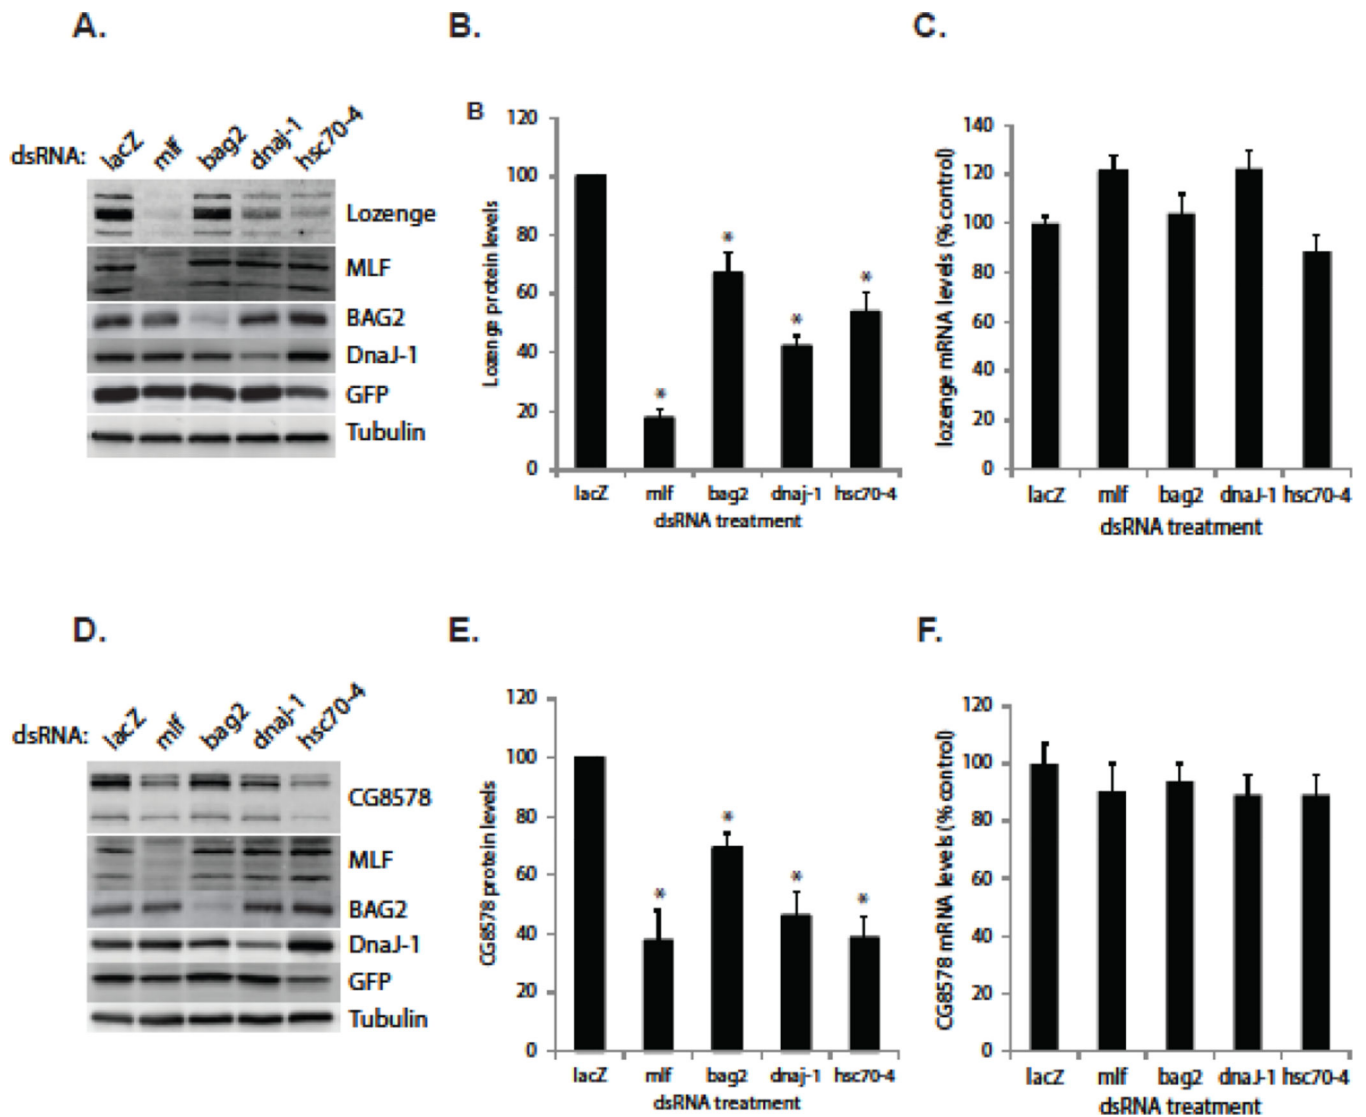 A.
B.
C.
dsRNA:
lacZ
mlf
bag2
dnaj-1
hsc70-4
Lozenge
MLF
BAG2
DnaJ-1
GFP
Tubulin
B
Lozenge protein levels
120
100
80
60
40
20
0
*
*
*
*
lacZ
mlf
bag2
dnaj-1
hsc70-4
dsRNA treatment
lozenge mRNA levels (% control)
140
120
100
80
60
40
20
0
lacZ
mlf
bag2
dnaJ-1
hsc70-4
dsRNA treatment
D.
E.
F.
dsRNA:
lacZ
mlf
bag2
dnaj-1
hsc70-4
CG8578
MLF
BAG2
DnaJ-1
GFP
Tubulin
CG8578 protein levels
120
100
80
60
40
20
0
*
*
*
*
lacZ
mlf
bag2
dnaj-1
hsc70-4
dsRNA treatment
CG8578 mRNA levels (% control)
120
100
80
60
40
20
0
lacZ
mlf
bag2
dnaJ-1
hsc70-4
dsRNA treatment